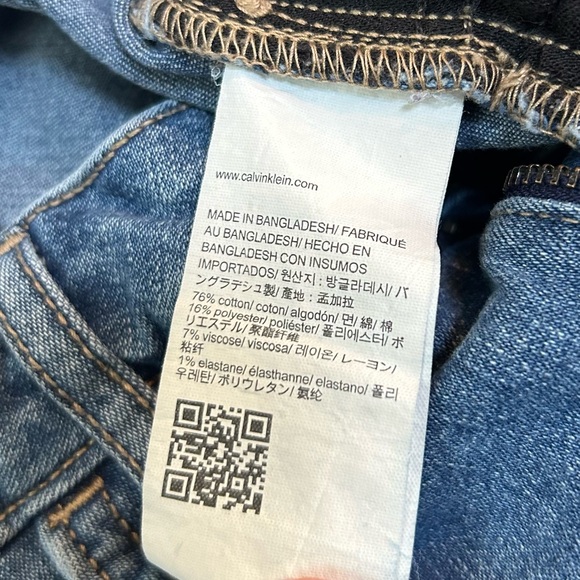 www.calvinklein.com
MADE IN BANGLADESH/ FABRIQUÉ
AU BANGLADESH/ HECHO EN
BANGLADESH CON INSUMOS
IMPORTADOS/ 원산지 : 방글라데시/ バ
ングラデシュ製/ 產地 : 孟加拉
76% cotton/ coton/ algodón/ 면/ 綿/ 棉
16% polyester/ poliéster/ 폴리에스터/ ポ
リエステル/ 聚酯纤维
7% viscose/ viscosa/ 레이온/ レーヨン/
粘纤
1% elastane/ élasthanne/ elastano/ 폴리
우레탄/ ポリウレタン/ 氨纶